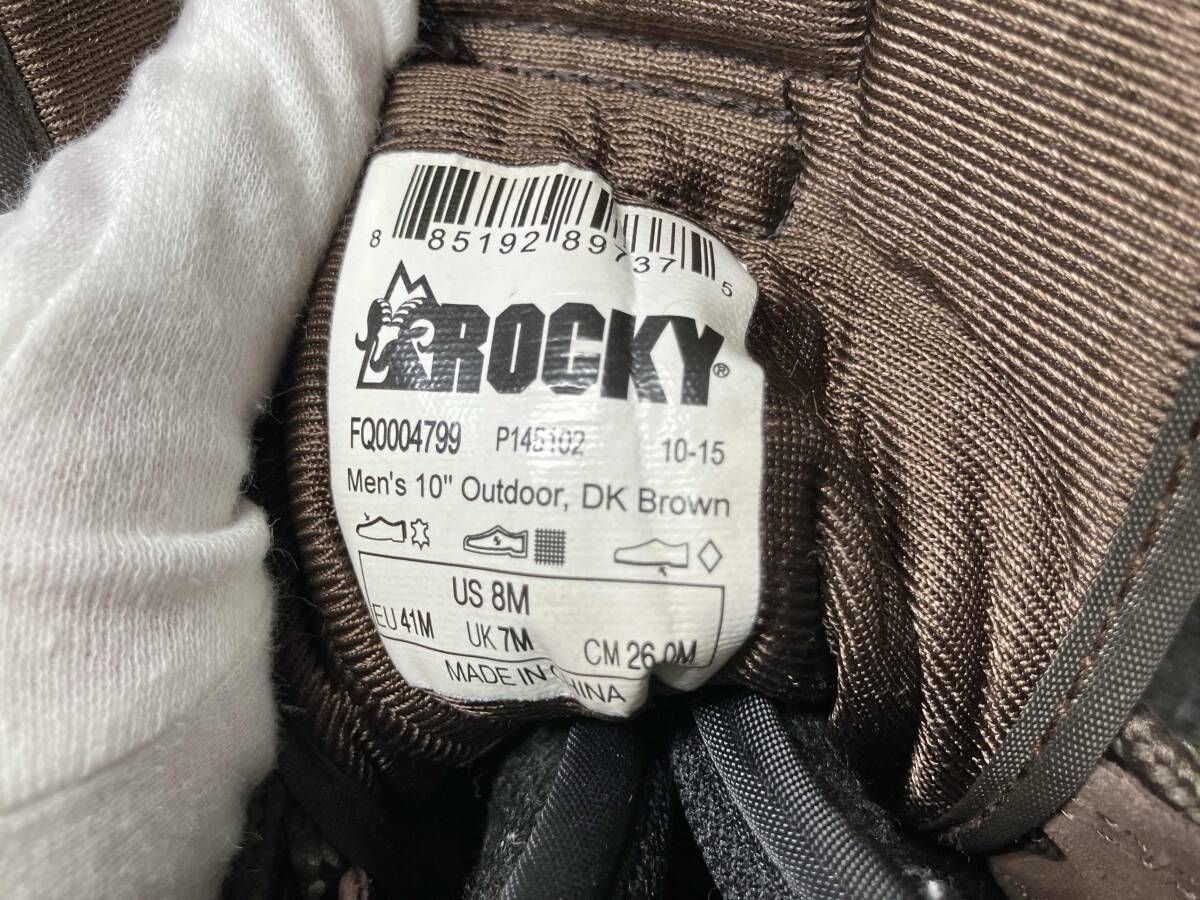 8 85192 89737 5
ROCKY®
FQ0004799 P145102 10-15
Men's 10" Outdoor, DK Brown
US 8M
EU 41M UK 7M CM 26.0M
MADE IN CHINA